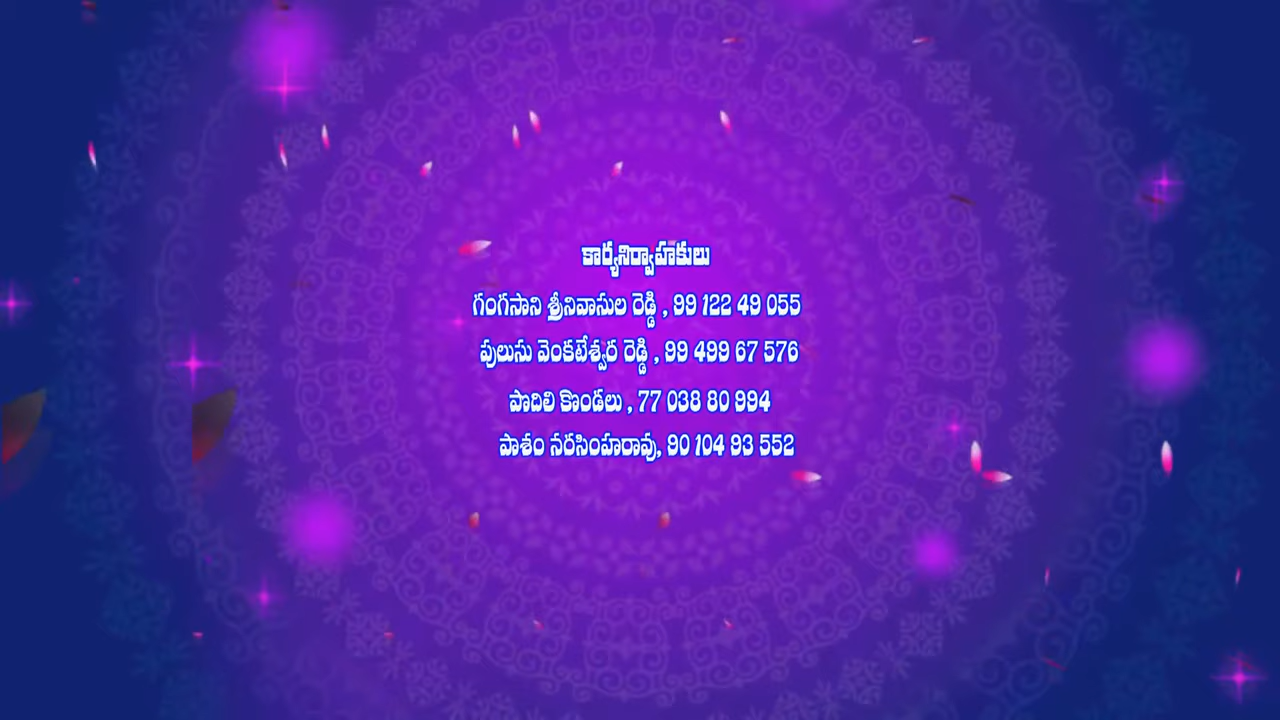 కార్యనిర్వాహకులు
గంగసాని శ్రీనివాసుల రెడ్డి , 99 122 49 055
పులుసు వెంకటేశ్వర రెడ్డి , 99 499 67 576
పొదిలి కొండలు , 77 038 80 994
పాశం నరసింహరావు, 90 104 93 552